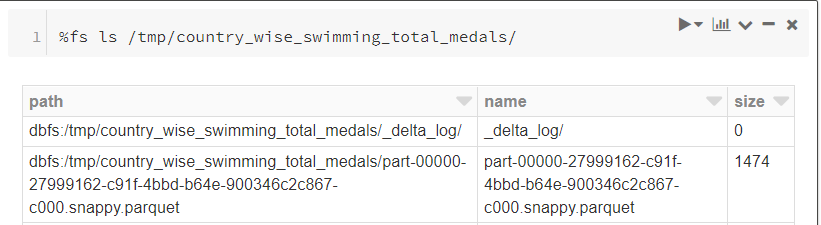 1 %fs ls /tmp/country_wise_swimming_total_medals/
path name size
dbfs:/tmp/country_wise_swimming_total_medals/_delta_log/ _delta_log/ 0
dbfs:/tmp/country_wise_swimming_total_medals/part-00000- part-00000-27999162-c91f- 1474
27999162-c91f-4bbd-b64e-900346c2c867- 4bbd-b64e-900346c2c867-
c000.snappy.parquet c000.snappy.parquet